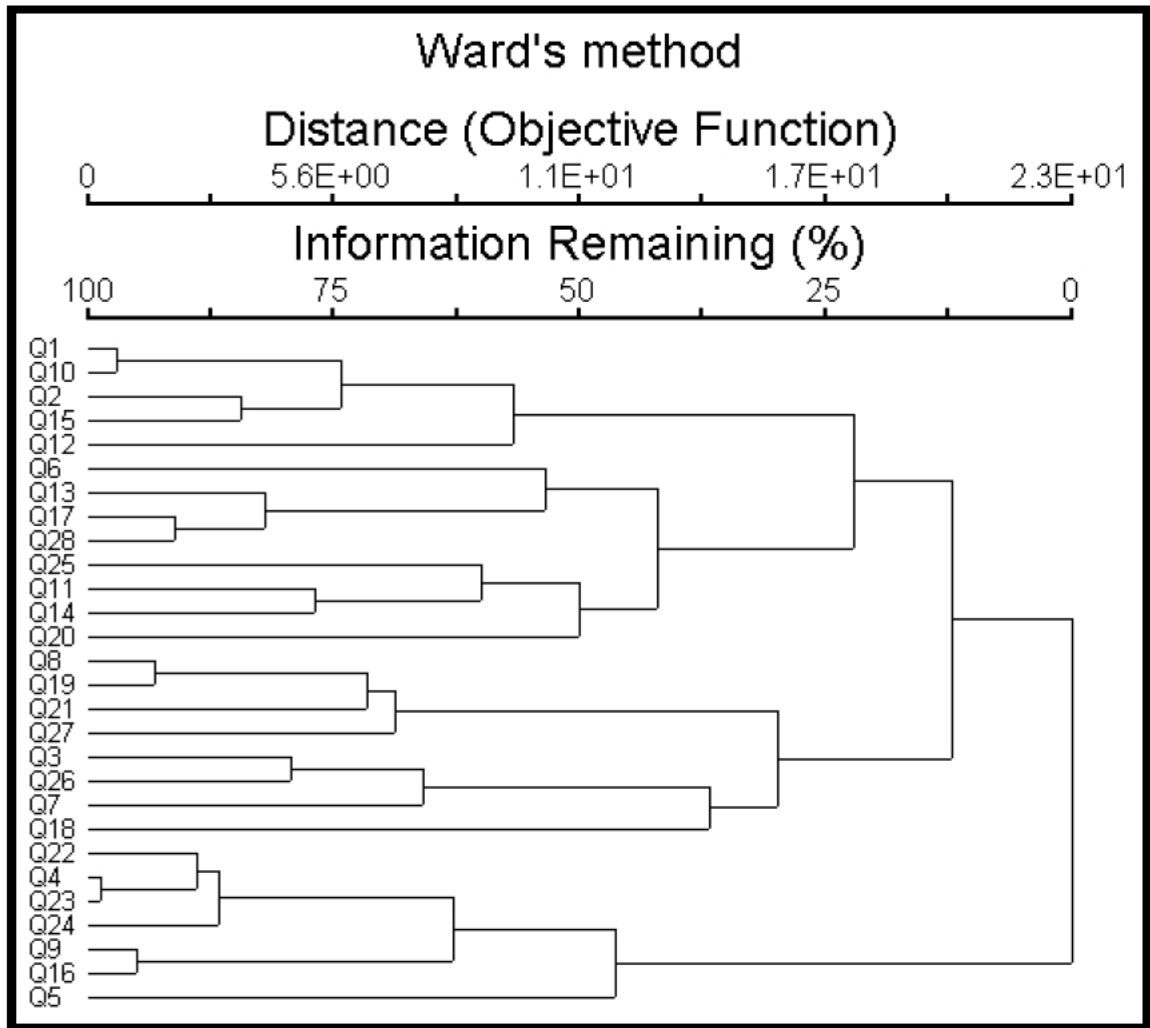 Ward's method
Distance (Objective Function)
0 5.6E+00 1.1E+01 1.7E+01 2.3E+01
Information Remaining (%)
100 75 50 25 0
Q1
Q10
Q2
Q15
Q12
Q6
Q13
Q17
Q28
Q25
Q11
Q14
Q20
Q8
Q19
Q21
Q27
Q3
Q26
Q7
Q18
Q22
Q4
Q23
Q24
Q9
Q16
Q5